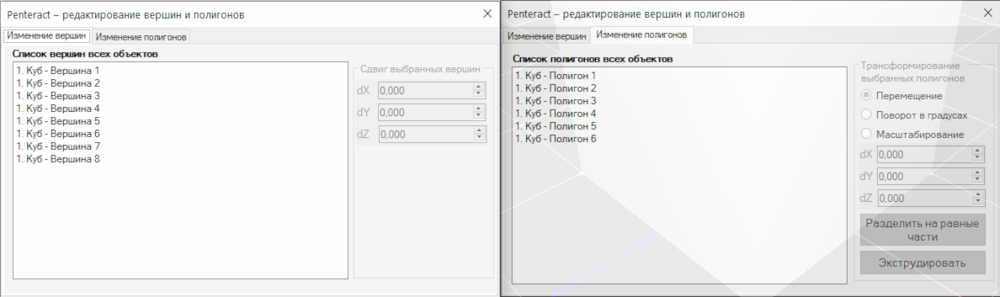 Penteract – редактирование вершин и полигонов
Изменение вершин
Изменение полигонов
Список вершин всех объектов
1. Куб - Вершина 1
1. Куб - Вершина 2
1. Куб - Вершина 3
1. Куб - Вершина 4
1. Куб - Вершина 5
1. Куб - Вершина 6
1. Куб - Вершина 7
1. Куб - Вершина 8
Сдвиг выбранных вершин
dX 0,000
dY 0,000
dZ 0,000
Penteract – редактирование вершин и полигонов
Изменение вершин
Изменение полигонов
Список полигонов всех объектов
1. Куб - Полигон 1
1. Куб - Полигон 2
1. Куб - Полигон 3
1. Куб - Полигон 4
1. Куб - Полигон 5
1. Куб - Полигон 6
Трансформирование
выбранных полигонов
Перемещение
Поворот в градусах
Масштабирование
dX 0,000
dY 0,000
dZ 0,000
Разделить на равные
части
Экструдировать